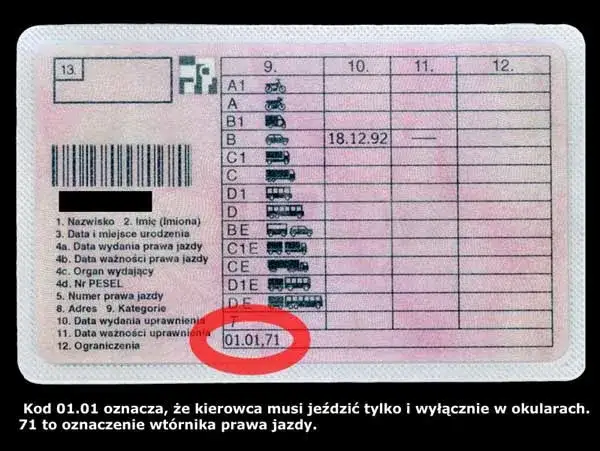 13.
9. 10. 11. 12.
A1
A
B1
B 18.12.92 —
C1
C
D1
D
BE
C1E
CE
D1E
DE
T
01.01,71
1. Nazwisko 2. Imię (Imiona)
3. Data i miejsce urodzenia
4a. Data wydania prawa jazdy
4b. Data ważności prawa jazdy
4c. Organ wydający
4d. Nr PESEL
5. Numer prawa jazdy
8. Adres 9. Kategorie
10. Data wydania uprawnienia
11. Data ważności uprawnienia
12. Ograniczenia
Kod 01.01 oznacza, że kierowca musi jeździć tylko i wyłącznie w okularach.
71 to oznaczenie wtórnika prawa jazdy.